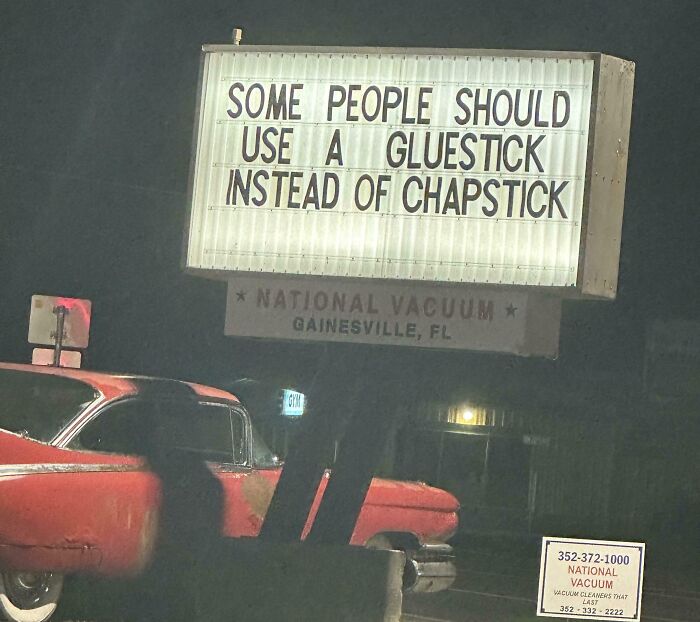 SOME PEOPLE SHOULD
USE A GLUESTICK
INSTEAD OF CHAPSTICK
★ NATIONAL VACUUM ★
GAINESVILLE, FL
GYM
352-372-1000
NATIONAL
VACUUM
VACUUM CLEANERS THAT
LAST
352 - 332 - 2222